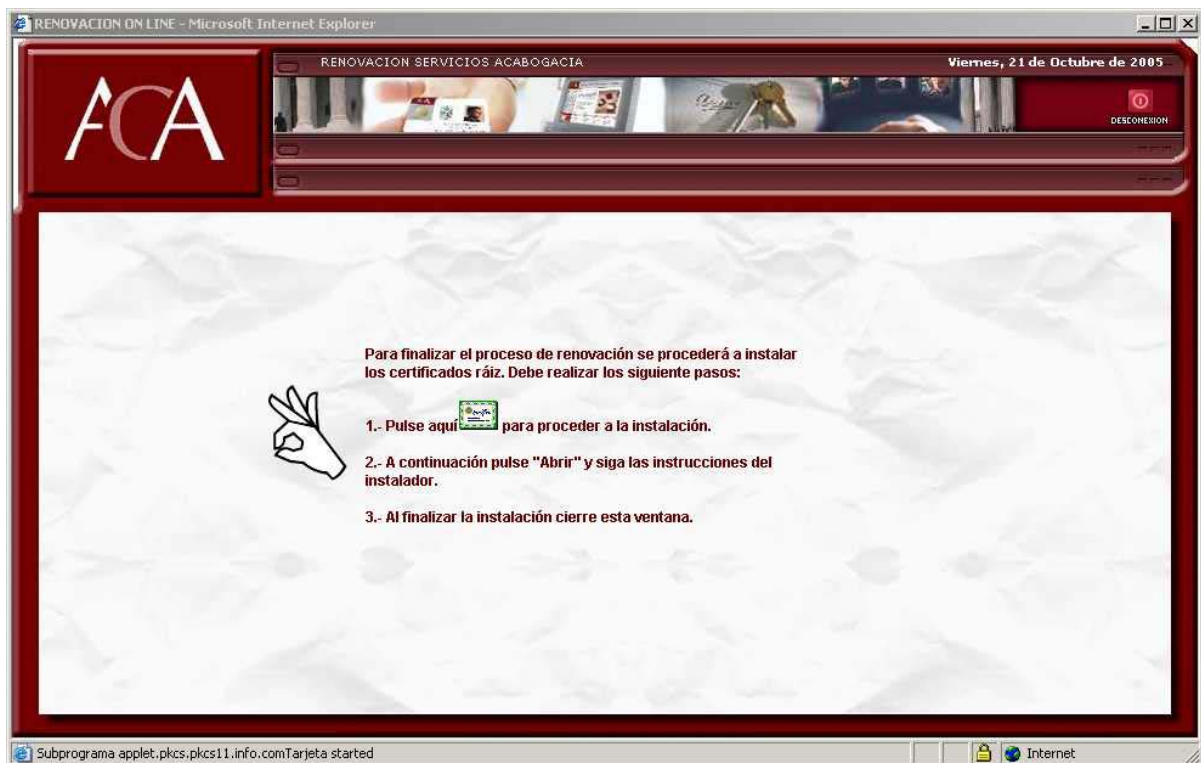 RENOVACION ON LINE - Microsoft Internet Explorer
RENOVACION SERVICIOS ACABOGACIA
Viernes, 21 de Octubre de 2005
ACA
DESCONEXION
Para finalizar el proceso de renovación se procederá a instalar
los certificados ráiz. Debe realizar los siguiente pasos:
1.- Pulse aquí para proceder a la instalación.
2.- A continuación pulse "Abrir" y siga las instrucciones del
instalador.
3.- Al finalizar la instalación cierre esta ventana.
Subprograma applet.pkcs.pkcs11.info.comTarjeta started
Internet